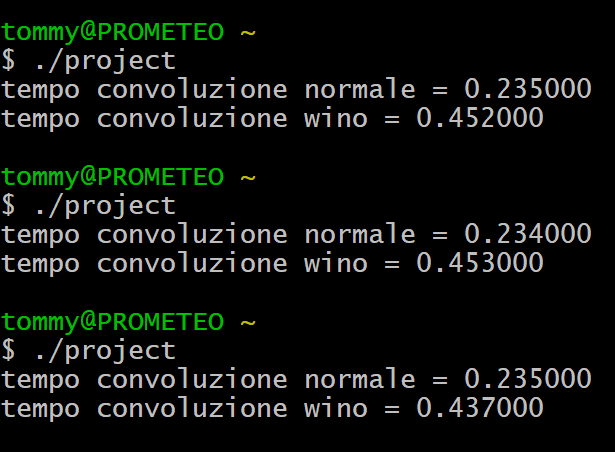 tommy@PROMETEO ~
$ ./project
tempo convoluzione normale = 0.235000
tempo convoluzione wino = 0.452000
tommy@PROMETEO ~
$ ./project
tempo convoluzione normale = 0.234000
tempo convoluzione wino = 0.453000
tommy@PROMETEO ~
$ ./project
tempo convoluzione normale = 0.235000
tempo convoluzione wino = 0.437000